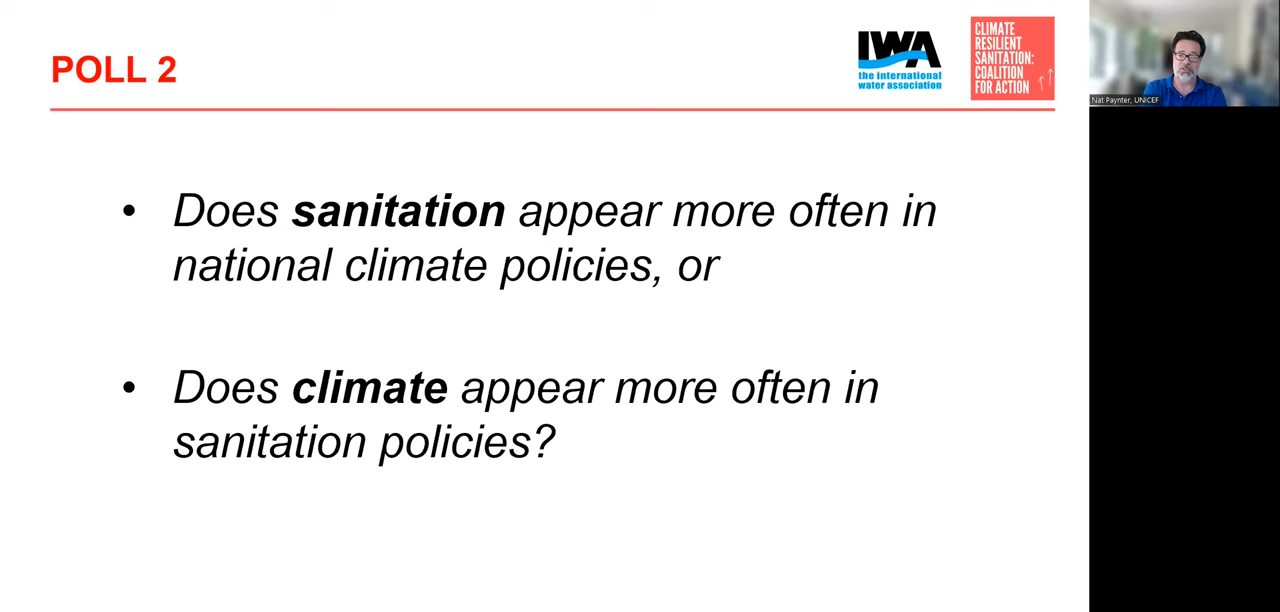 POLL 2
IWA
the international
water association
CLIMATE
RESILIENT
SANITATION:
COALITION
FOR ACTION
Nat Paynter, UNICEF
• Does sanitation appear more often in
national climate policies, or
• Does climate appear more often in
sanitation policies?